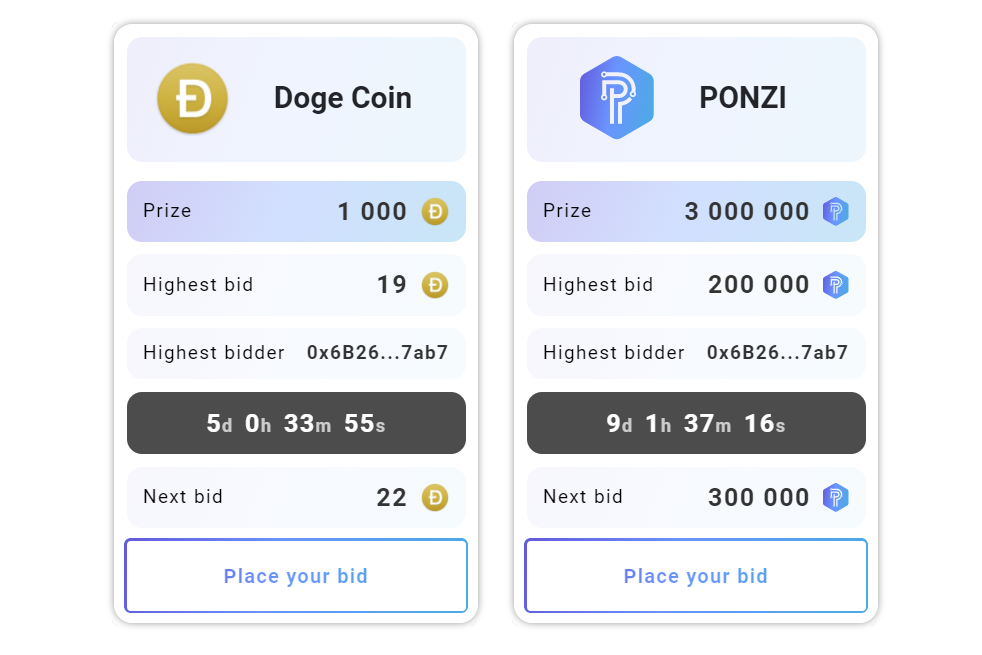 Doge Coin
Prize 1 000
Highest bid 19
Highest bidder 0x6B26...7ab7
5d 0h 33m 55s
Next bid 22
Place your bid
PONZI
Prize 3 000 000
Highest bid 200 000
Highest bidder 0x6B26...7ab7
9d 1h 37m 16s
Next bid 300 000
Place your bid